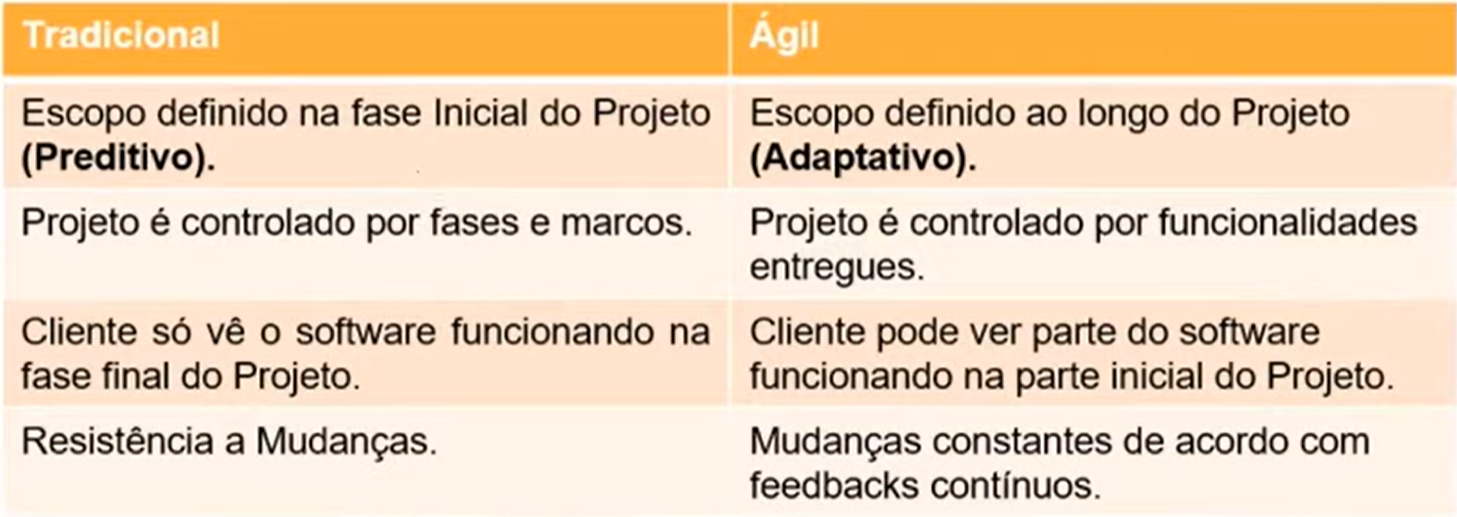 Tradicional
Ágil
Escopo definido na fase Inicial do Projeto
(Preditivo).
Escopo definido ao longo do Projeto
(Adaptativo).
Projeto é controlado por fases e marcos.
Projeto é controlado por funcionalidades
entregues.
Cliente só vê o software funcionando na
fase final do Projeto.
Cliente pode ver parte do software
funcionando na parte inicial do Projeto.
Resistência a Mudanças.
Mudanças constantes de acordo com
feedbacks contínuos.